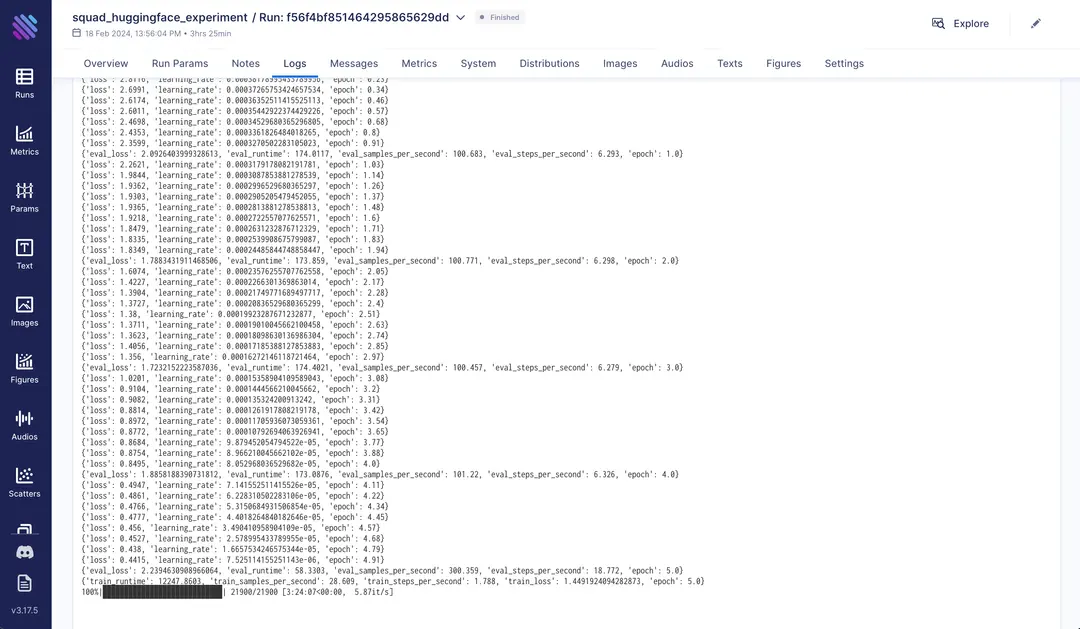 squad_huggingface_experiment / Run: f56f4bf851464295865629dd
Finished
18 Feb 2024, 13:56:04 PM • 3hrs 25min
Explore
Overview Run Params Notes Logs Messages Metrics System Distributions Images Audios Texts Figures Settings
Runs
Metrics
Params
Text
Images
Figures
Audios
Scatters
v3.17.5
{'loss': 2.8116, 'learning_rate': 0.00038178995433789956, 'epoch': 0.23}
{'loss': 2.6991, 'learning_rate': 0.00037265753424657534, 'epoch': 0.34}
{'loss': 2.6174, 'learning_rate': 0.00036352511415525113, 'epoch': 0.46}
{'loss': 2.6011, 'learning_rate': 0.00035442922374429226, 'epoch': 0.57}
{'loss': 2.4698, 'learning_rate': 0.00034529680365296805, 'epoch': 0.68}
{'loss': 2.4353, 'learning_rate': 0.0003361826484018265, 'epoch': 0.8}
{'loss': 2.3599, 'learning_rate': 0.0003270502283105023, 'epoch': 0.91}
{'eval_loss': 2.0926403999328613, 'eval_runtime': 174.0117, 'eval_samples_per_second': 100.683, 'eval_steps_per_second': 6.293, 'epoch': 1.0}
{'loss': 2.2621, 'learning_rate': 0.0003179178082191781, 'epoch': 1.03}
{'loss': 1.9844, 'learning_rate': 0.0003087853881278539, 'epoch': 1.14}
{'loss': 1.9362, 'learning_rate': 0.0002996529680365297, 'epoch': 1.26}
{'loss': 1.9303, 'learning_rate': 0.0002905205479452055, 'epoch': 1.37}
{'loss': 1.9365, 'learning_rate': 0.0002813881278538813, 'epoch': 1.48}
{'loss': 1.9218, 'learning_rate': 0.0002722557077625571, 'epoch': 1.6}
{'loss': 1.8479, 'learning_rate': 0.0002631232876712329, 'epoch': 1.71}
{'loss': 1.8335, 'learning_rate': 0.0002539908675799087, 'epoch': 1.83}
{'loss': 1.8349, 'learning_rate': 0.00024485844748858447, 'epoch': 1.94}
{'eval_loss': 1.7883431911468506, 'eval_runtime': 173.859, 'eval_samples_per_second': 100.771, 'eval_steps_per_second': 6.298, 'epoch': 2.0}
{'loss': 1.6074, 'learning_rate': 0.00023576255707762558, 'epoch': 2.05}
{'loss': 1.4227, 'learning_rate': 0.0002266301369863014, 'epoch': 2.17}
{'loss': 1.3904, 'learning_rate': 0.00021749771689497717, 'epoch': 2.28}
{'loss': 1.3727, 'learning_rate': 0.00020836529680365299, 'epoch': 2.4}
{'loss': 1.38, 'learning_rate': 0.00019923287671232877, 'epoch': 2.51}
{'loss': 1.3711, 'learning_rate': 0.00019010045662100458, 'epoch': 2.63}
{'loss': 1.3623, 'learning_rate': 0.00018098630136986304, 'epoch': 2.74}
{'loss': 1.4056, 'learning_rate': 0.00017185388127853883, 'epoch': 2.85}
{'loss': 1.356, 'learning_rate': 0.00016272146118721464, 'epoch': 2.97}
{'eval_loss': 1.7232152223587036, 'eval_runtime': 174.4021, 'eval_samples_per_second': 100.457, 'eval_steps_per_second': 6.279, 'epoch': 3.0}
{'loss': 1.0201, 'learning_rate': 0.00015358904109589043, 'epoch': 3.08}
{'loss': 0.9104, 'learning_rate': 0.0001444566210045662, 'epoch': 3.2}
{'loss': 0.9082, 'learning_rate': 0.000135324200913242, 'epoch': 3.31}
{'loss': 0.8814, 'learning_rate': 0.0001261917808219178, 'epoch': 3.42}
{'loss': 0.8972, 'learning_rate': 0.00011705936073059361, 'epoch': 3.54}
{'loss': 0.8772, 'learning_rate': 0.00010792694063926941, 'epoch': 3.65}
{'loss': 0.8684, 'learning_rate': 9.879452054794522e-05, 'epoch': 3.77}
{'loss': 0.8754, 'learning_rate': 8.966210045662102e-05, 'epoch': 3.88}
{'loss': 0.8495, 'learning_rate': 8.052968036529682e-05, 'epoch': 4.0}
{'eval_loss': 1.8858188390731812, 'eval_runtime': 173.0876, 'eval_samples_per_second': 101.22, 'eval_steps_per_second': 6.326, 'epoch': 4.0}
{'loss': 0.4947, 'learning_rate': 7.141552511415526e-05, 'epoch': 4.11}
{'loss': 0.4861, 'learning_rate': 6.228310502283106e-05, 'epoch': 4.22}
{'loss': 0.4766, 'learning_rate': 5.3150684931506854e-05, 'epoch': 4.34}
{'loss': 0.4777, 'learning_rate': 4.4018264840182646e-05, 'epoch': 4.45}
{'loss': 0.456, 'learning_rate': 3.490410958904109e-05, 'epoch': 4.57}
{'loss': 0.4527, 'learning_rate': 2.578995433789955e-05, 'epoch': 4.68}
{'loss': 0.438, 'learning_rate': 1.6657534246575344e-05, 'epoch': 4.79}
{'loss': 0.4415, 'learning_rate': 7.525114155251143e-06, 'epoch': 4.91}
{'eval_loss': 2.2394630908966064, 'eval_runtime': 58.3303, 'eval_samples_per_second': 300.359, 'eval_steps_per_second': 18.772, 'epoch': 5.0}
{'train_runtime': 12247.8603, 'train_samples_per_second': 28.609, 'train_steps_per_second': 1.788, 'train_loss': 1.4491924094282873, 'epoch': 5.0}
100%|██████████| 21900/21900 [3:24:07<00:00, 5.87it/s]